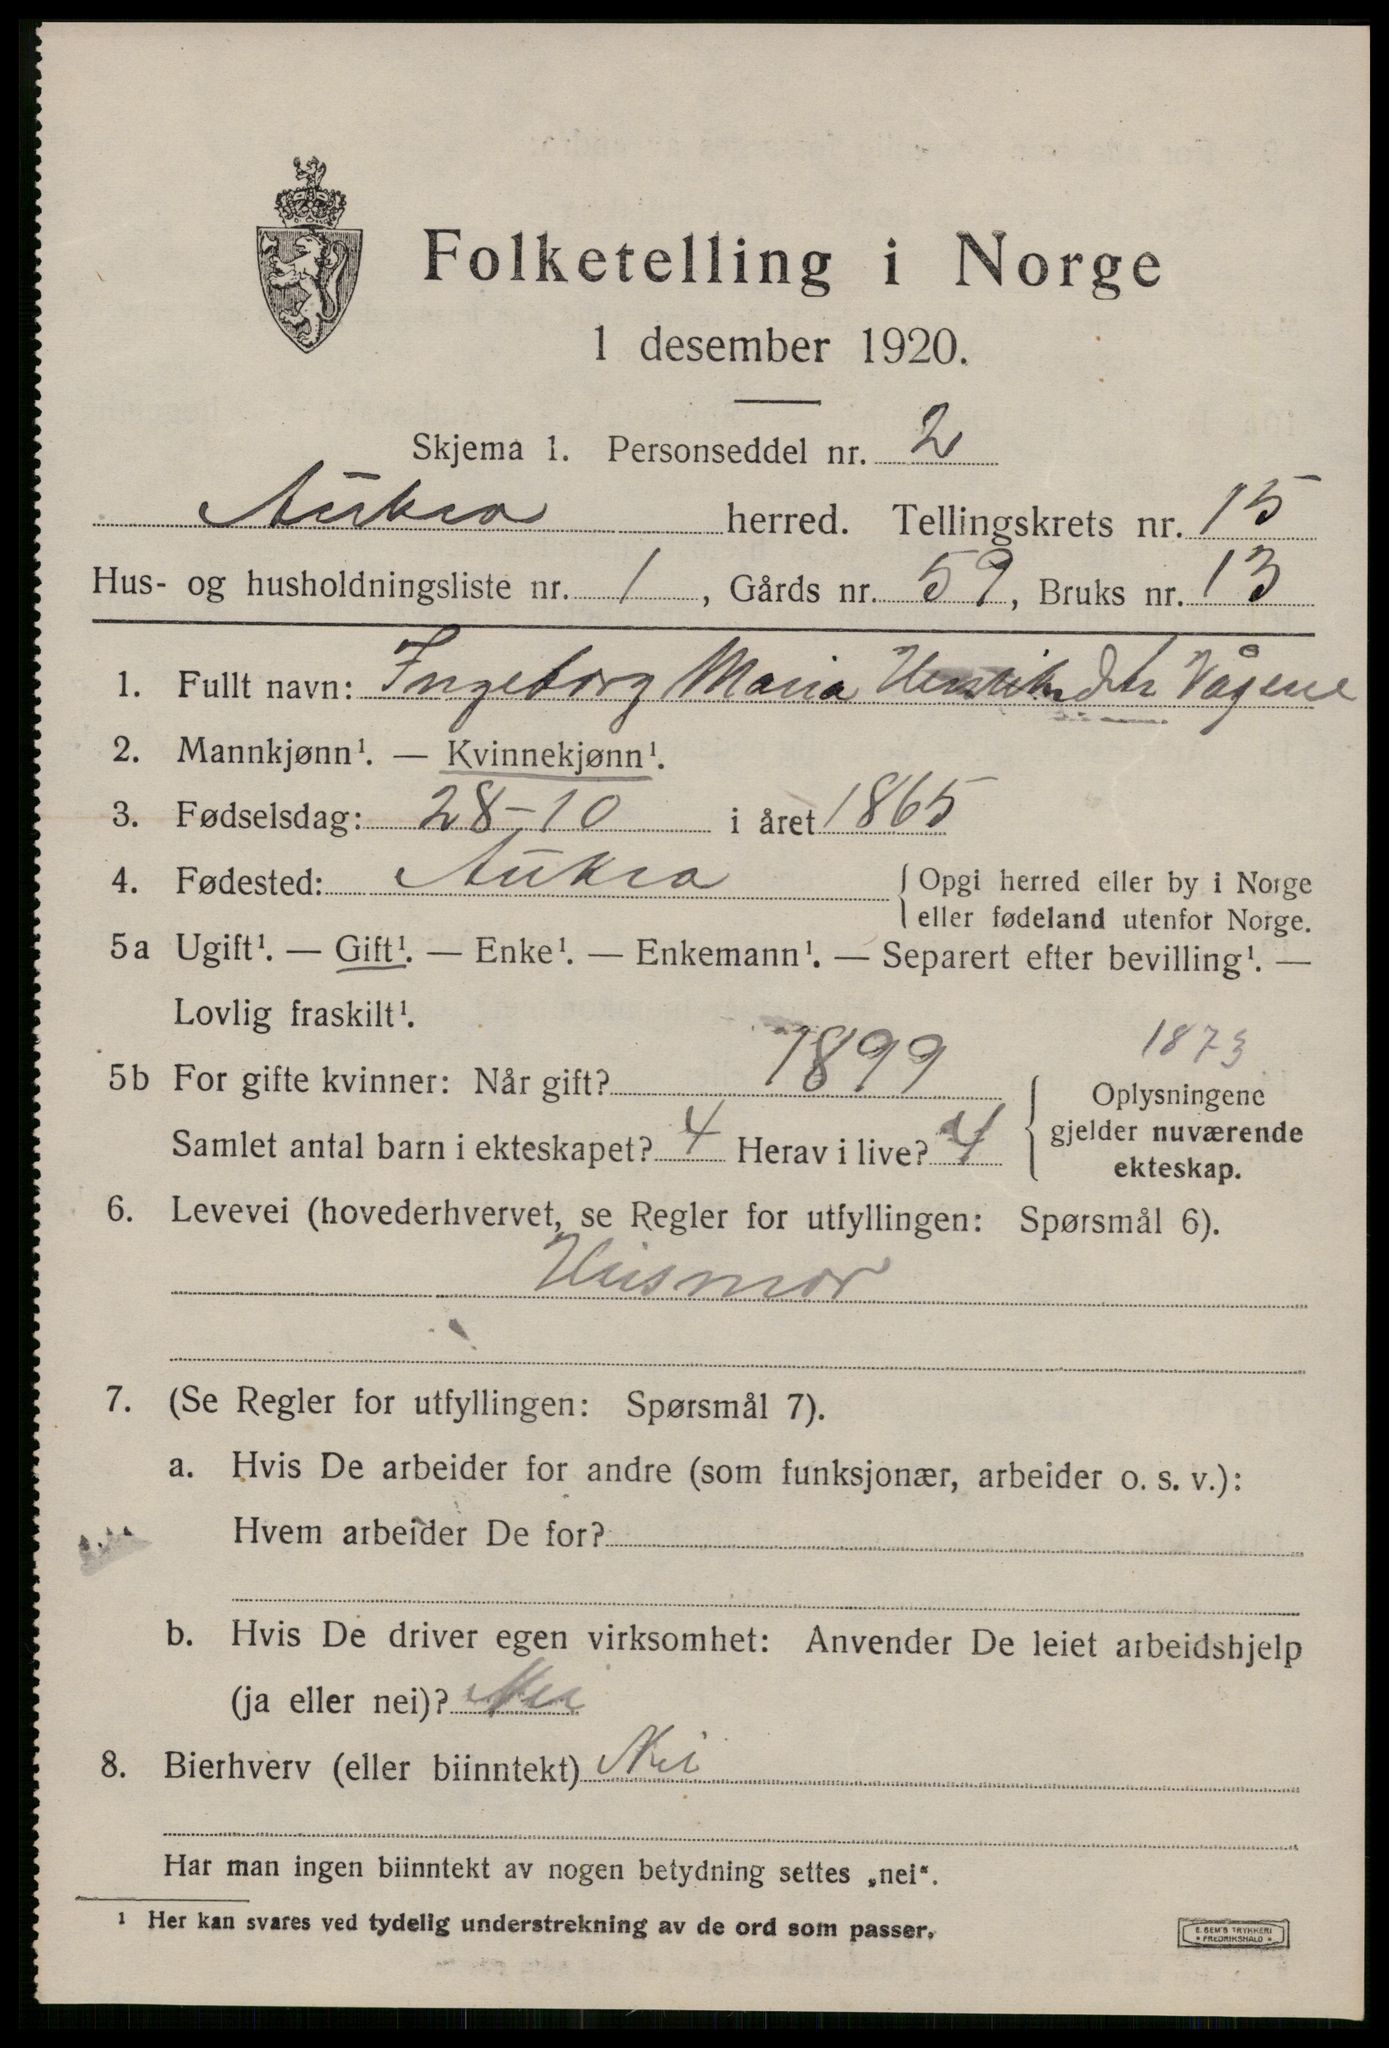 Folketelling i Norge
1 desember 1920.
Skjema 1. Personseddel nr. 2
Aukra herred. Tellingskrets nr. 15
Hus- og husholdningsliste nr. 1, Gårds nr. 59, Bruks nr. 13
1. Fullt navn: Ingeborg Maria Vågene
2. Mannkjønn¹. — Kvinnekjønn¹.
3. Fødselsdag: 28-10 i året 1865
4. Fødested: Aukra { Opgi herred eller by i Norge
eller fødeland utenfor Norge.
5a Ugift¹. — Gift¹. — Enke¹. — Enkemann¹. — Separert efter bevilling¹. —
Lovlig fraskilt¹.
1873
5b For gifte kvinner: Når gift? 1899
Samlet antal barn i ekteskapet? 4 Herav i live? 4
{ Oplysningene
gjelder nuværende
ekteskap.
6. Levevei (hovederhvervet, se Regler for utfyllingen: Spørsmål 6).
Husmor
7. (Se Regler for utfyllingen: Spørsmål 7).
a. Hvis De arbeider for andre (som funksjonær, arbeider o. s. v.):
Hvem arbeider De for?
b. Hvis De driver egen virksomhet: Anvender De leiet arbeidshjelp
(ja eller nei)? Nei
8. Bierhverv (eller biinntekt) Nei
Har man ingen biinntekt av nogen betydning settes „nei“.
¹ Her kan svares ved tydelig understrekning av de ord som passer.
E. SEM'S TRYKKERI
* FREDRIKSHALD *